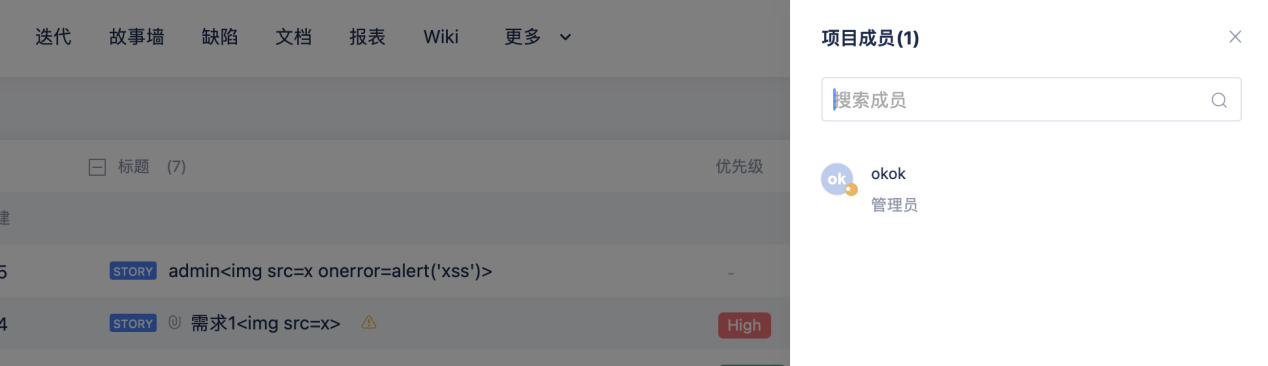 迭代 故事墙 缺陷 文档 报表 Wiki 更多
标题 (7) 优先级
建
5 STORY admin<img src=x onerror=alert('xss')> -
4 STORY 需求1<img src=x> High
项目成员(1)
搜索成员
ok okok
管理员